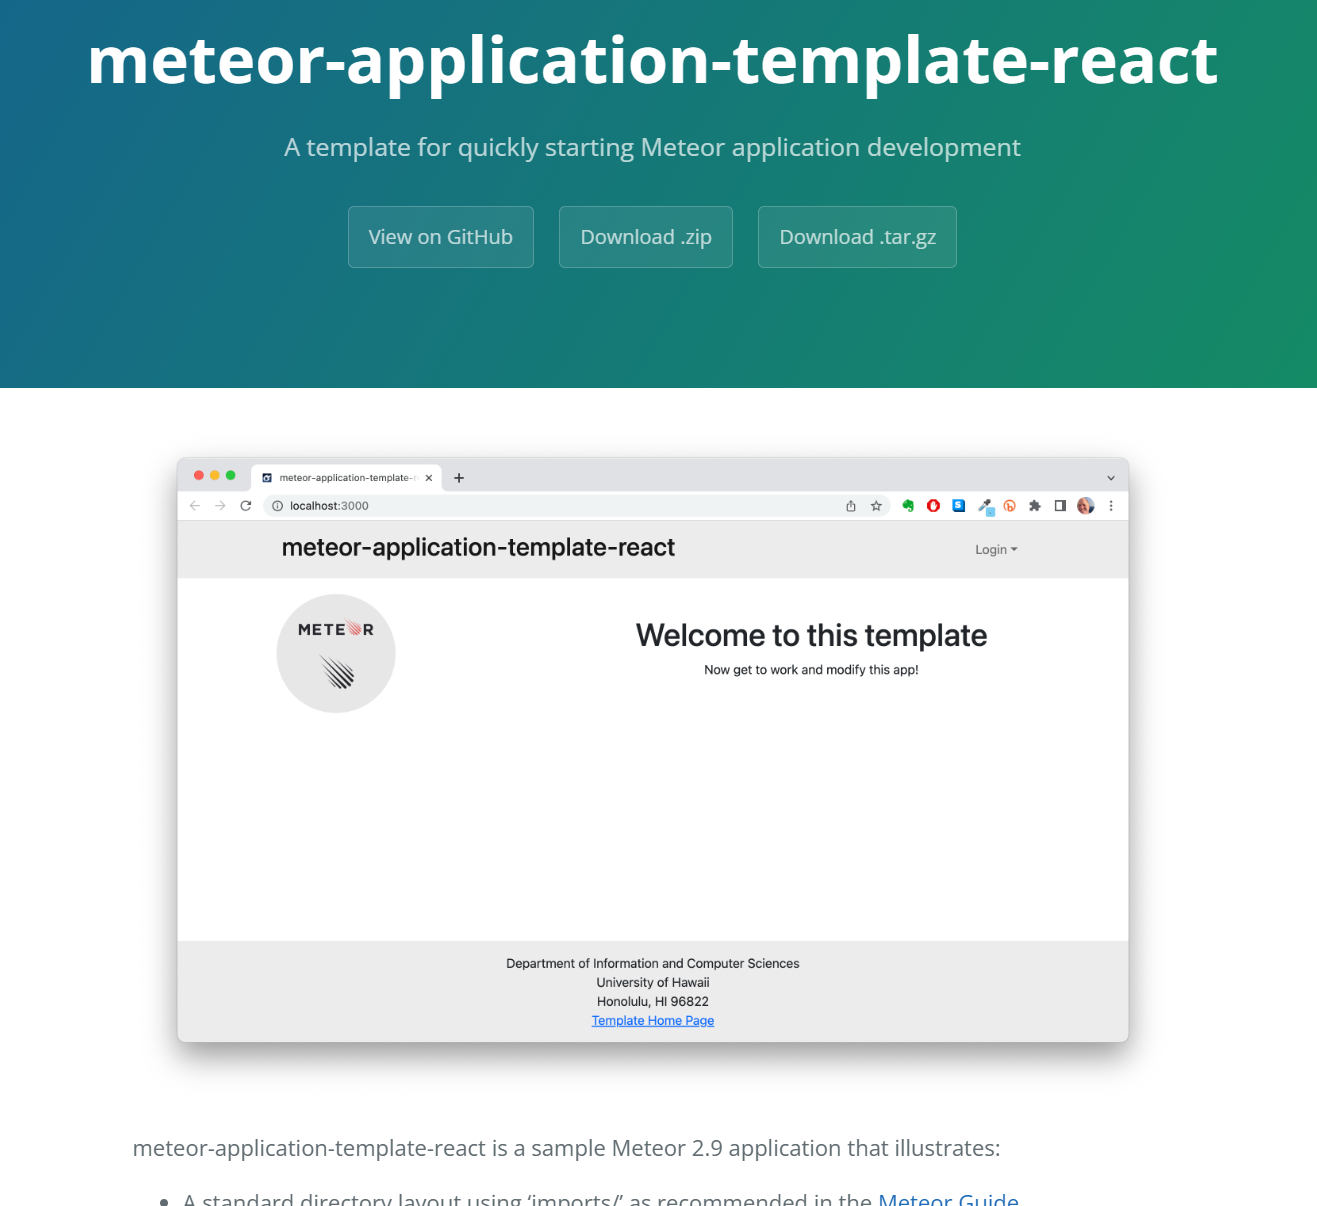 meteor-application-template-react
A template for quickly starting Meteor application development
View on GitHub
Download .zip
Download .tar.gz
meteor-application-template-
localhost:3000
meteor-application-template-react
Login
METEOR
Welcome to this template
Now get to work and modify this app!
Department of Information and Computer Sciences
University of Hawaii
Honolulu, HI 96822
Template Home Page
meteor-application-template-react is a sample Meteor 2.9 application that illustrates:
A standard directory layout using ‘imports/’ as recommended in the Meteor Guide